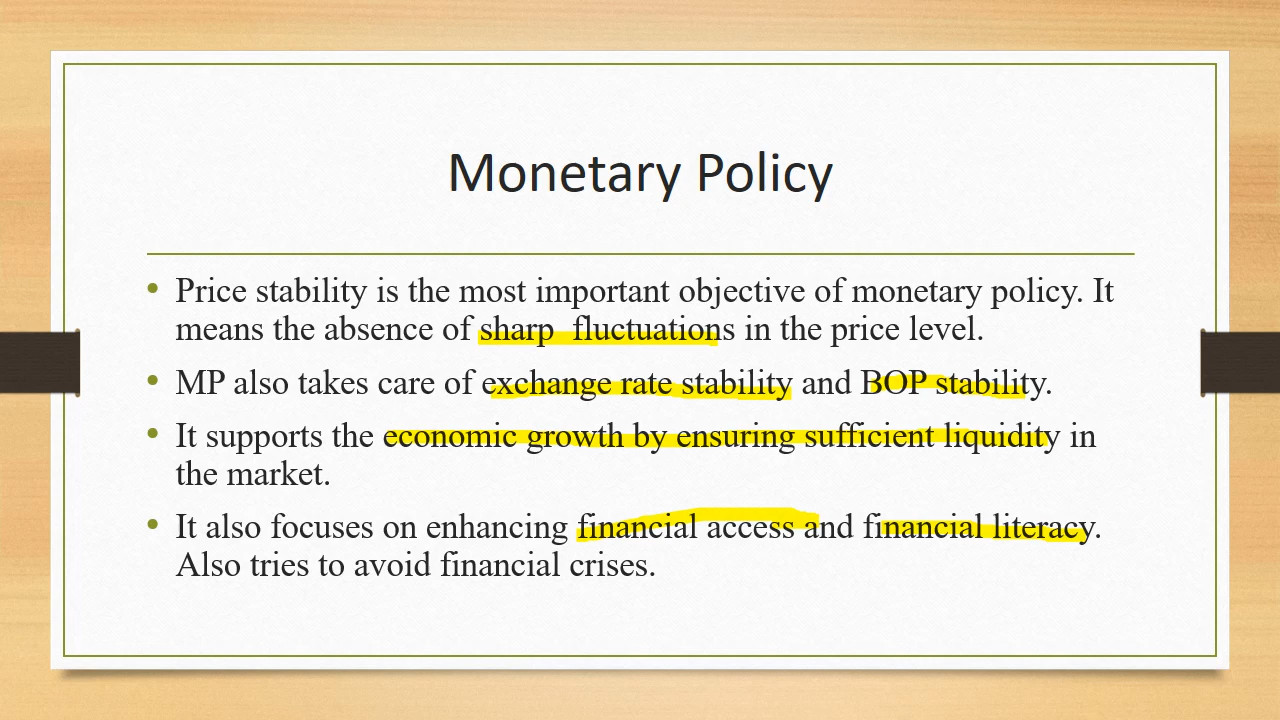 Monetary Policy
• Price stability is the most important objective of monetary policy. It
means the absence of sharp  fluctuations in the price level.
• MP also takes care of exchange rate stability and BOP stability.
• It supports the economic growth by ensuring sufficient liquidity in
the market.
• It also focuses on enhancing financial access and financial literacy.
Also tries to avoid financial crises.